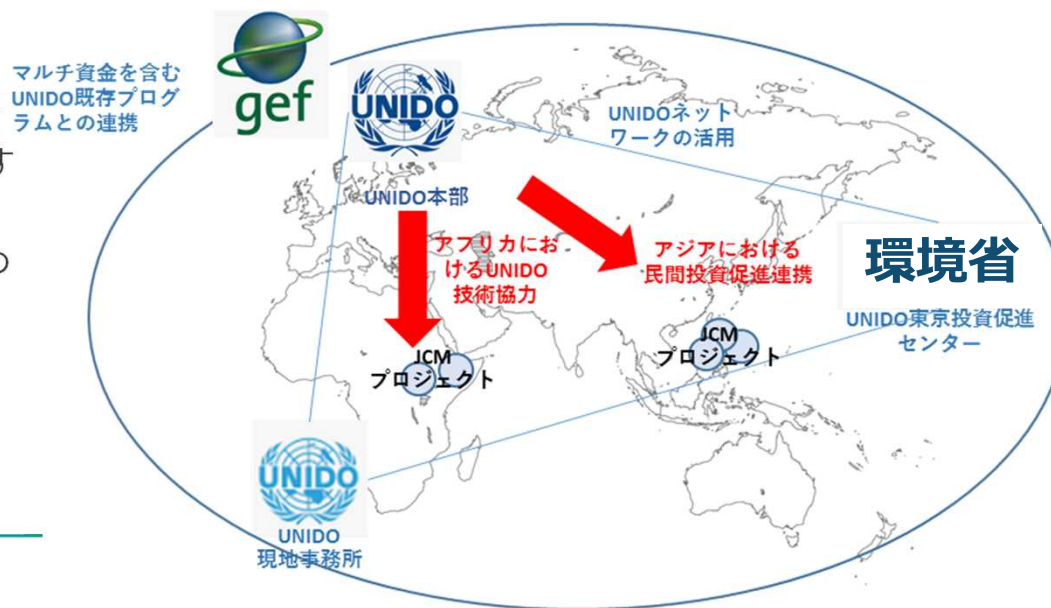 マルチ資金を含む
UNIDO既存プログ
ラムとの連携
gef
UNIDO
UNIDOネット
ワークの活用
す
UNIDO本部
の
アフリカにお
けるUNIDO
技術協力
アジアにおける
民間投資促進連携
環境省
UNIDO東京投資促進
センター
JCM
プロジェクト
JCM
プロジェクト
UNIDO
UNIDO
現地事務所